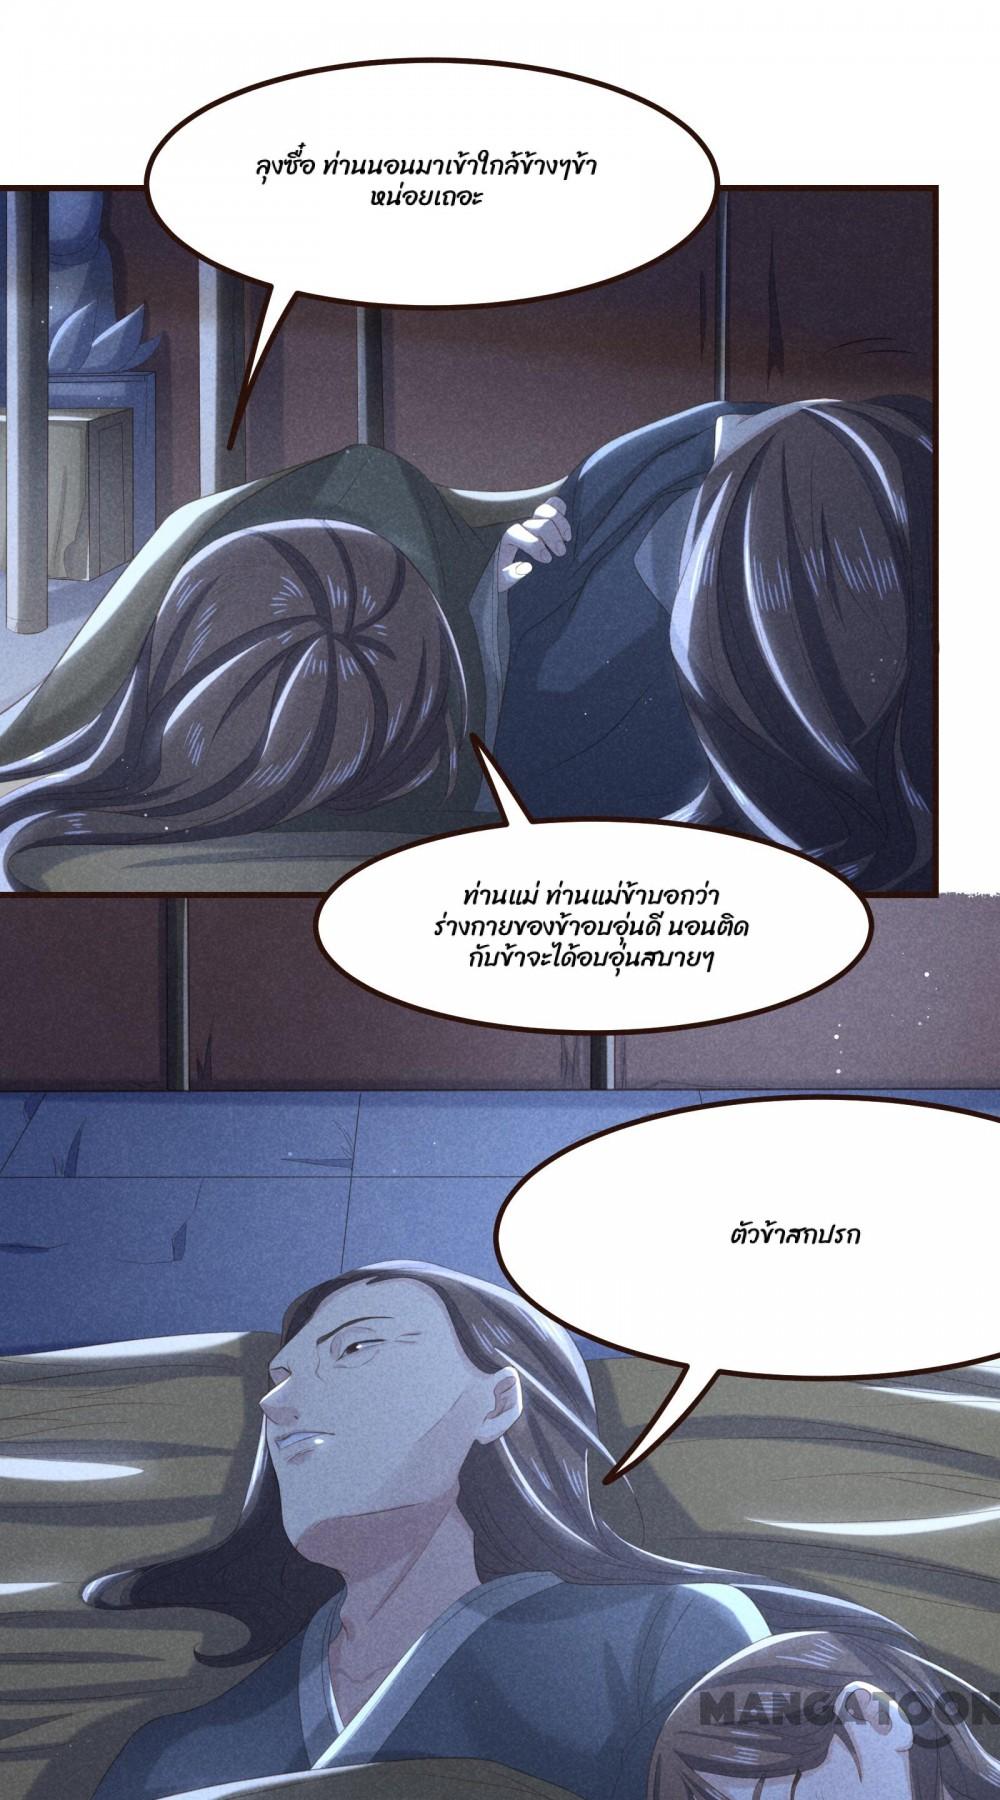 ลุงซื่อ ท่านนอนมาเข้าใกล้ข้างๆข้า
หน่อยเถอะ
ท่านแม่ ท่านแม่ข้าบอกว่า
ร่างกายของข้าอบอุ่นดี นอนติด
กับข้าจะได้อบอุ่นสบายๆ
ตัวข้าสกปรก
MANGATOON